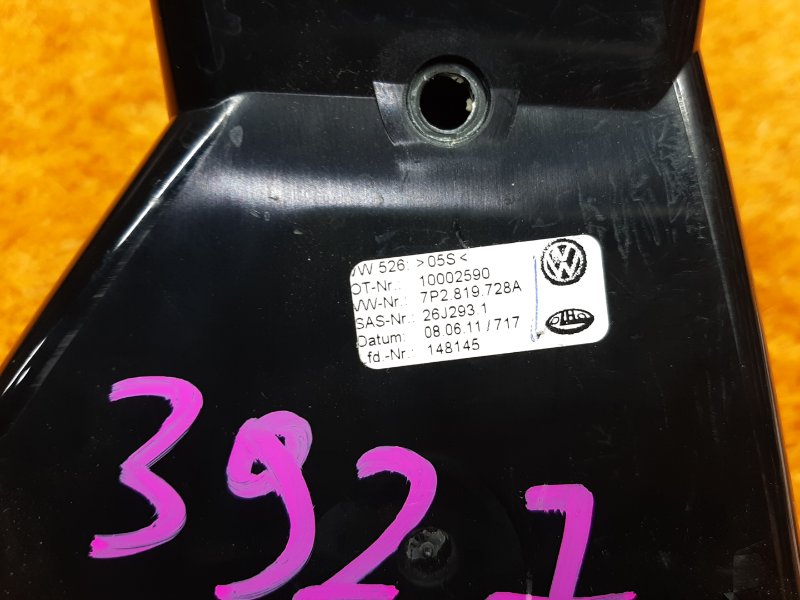 VW 526: >05S<
OT-Nr.: 10002590
VW-Nr.: 7P2.819.728A
SAS-Nr.: 26J293.1
Datum: 08.06.11/717
Lfd.-Nr.: 148145
3927